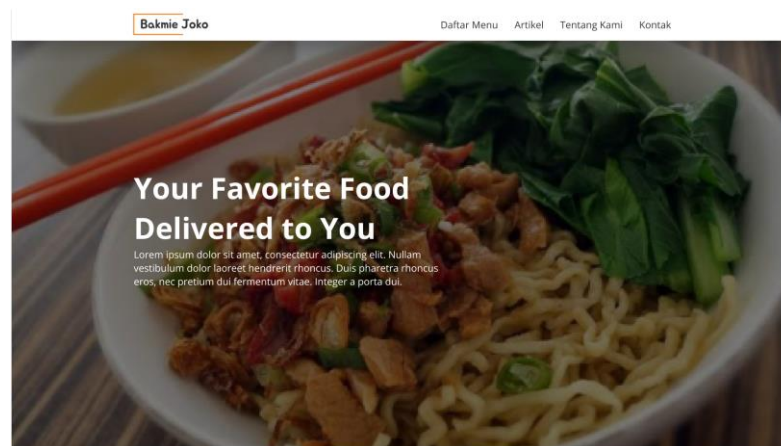 Bakmie Joko
Daftar Menu Artikel Tentang Kami Kontak
Your Favorite Food
Delivered to You
Lorem ipsum dolor sit amet, consectetur adipiscing elit. Nullam
vestibulum dolor laoreet hendrerit rhoncus. Duis pharetra rhoncus
eros, nec pretium dui fermentum vitae. Integer a porta dui.